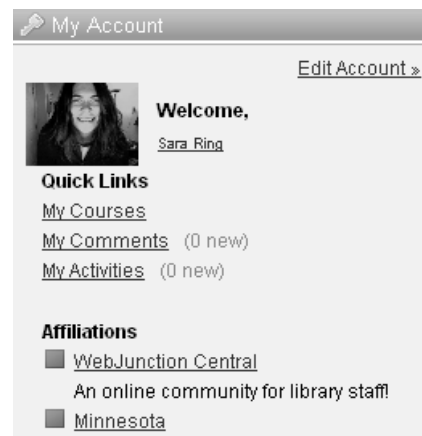 My Account
Edit Account »
Welcome,
Sara Ring
Quick Links
My Courses
My Comments (0 new)
My Activities (0 new)
Affiliations
WebJunction Central
An online community for library staff!
Minnesota